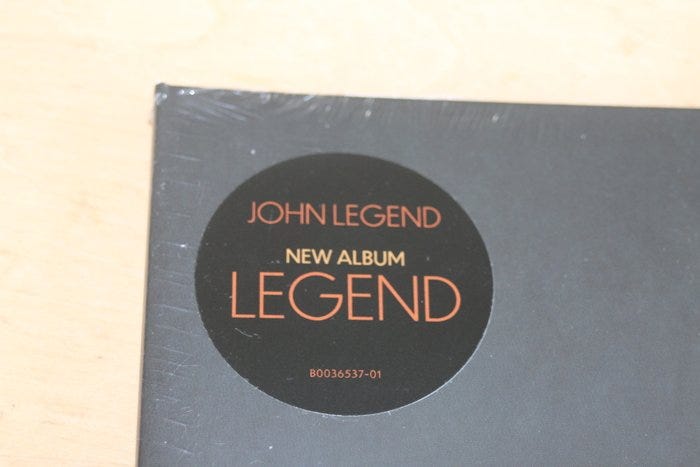 JOHN LEGEND
NEW ALBUM
LEGEND
B0036537-01